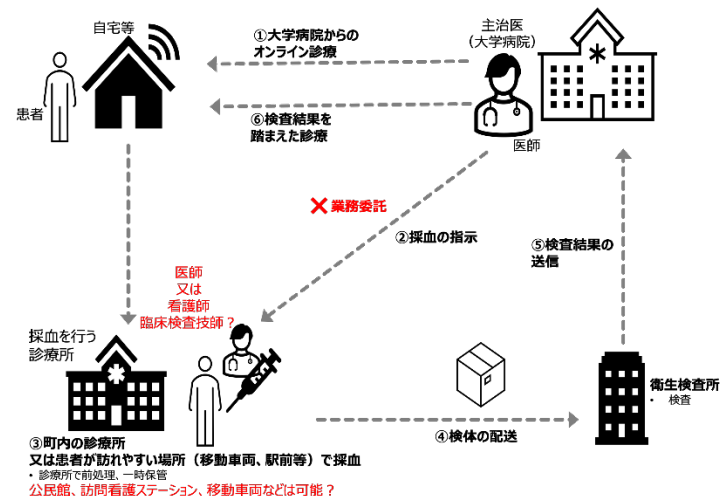 自宅等
患者
①大学病院からの
オンライン診療
主治医
（大学病院）
医師
⑥検査結果を
踏まえた診療
✕ 業務委託
②採血の指示
⑤検査結果の
送信
医師
又は
看護師
臨床検査技師？
採血を行う
診療所
③町内の診療所
又は患者が訪れやすい場所（移動車両、駅前等）で採血
・ 診療所で前処理、一時保管
公民館、訪問看護ステーション、移動車両などは可能？
④検体の配送
衛生検査所
・ 検査